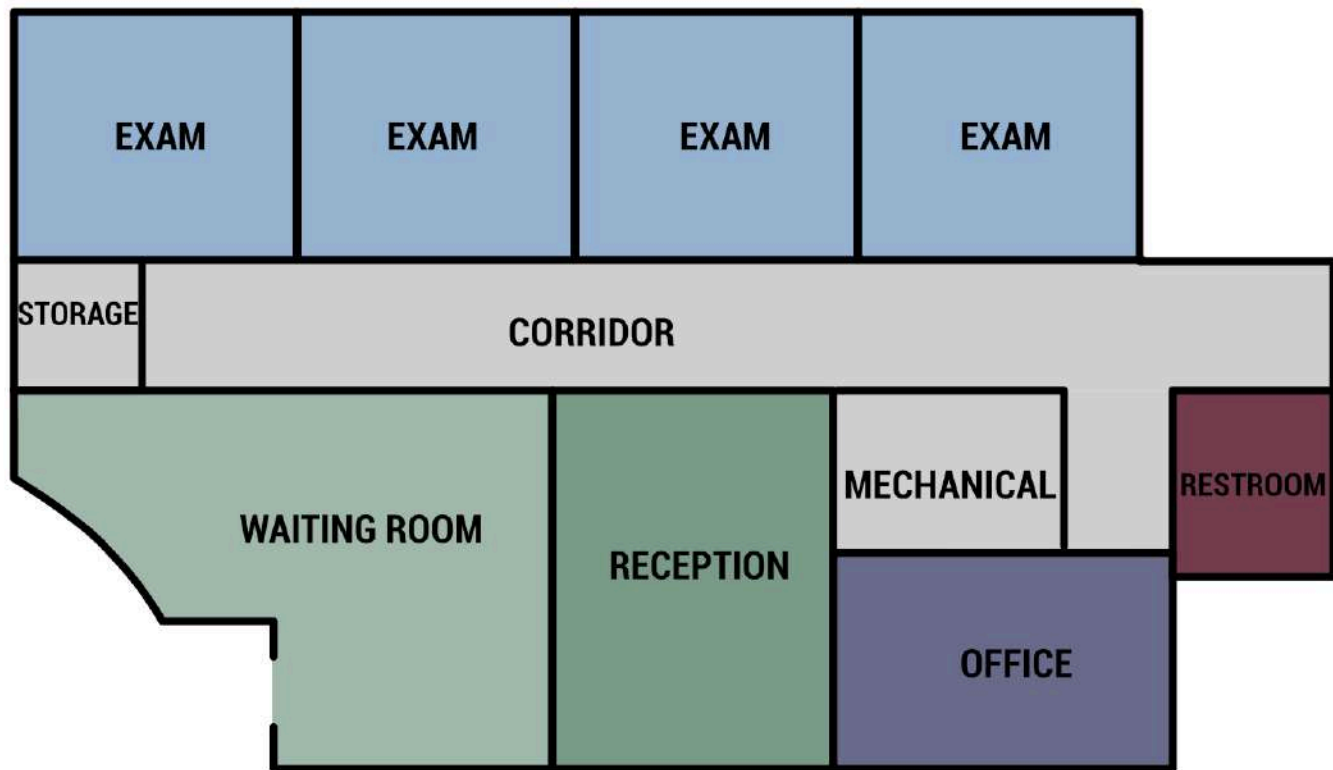 EXAM
EXAM
EXAM
EXAM
STORAGE
CORRIDOR
MECHANICAL
RESTROOM
WAITING ROOM
RECEPTION
OFFICE